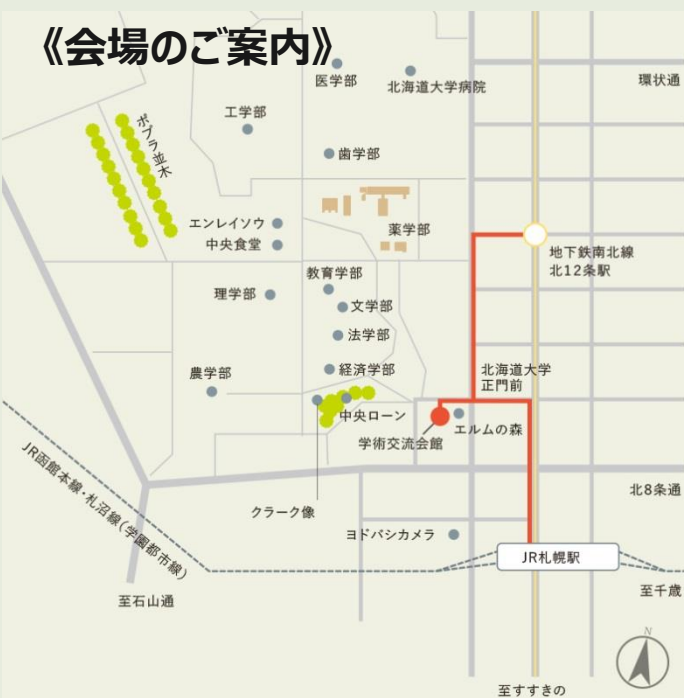 《会場のご案内》
医学部
北海道大学病院
環状通
工学部
ポプラ並木
歯学部
エンレイソウ
中央食堂
薬学部
地下鉄南北線
北12条駅
教育学部
理学部
文学部
法学部
農学部
経済学部
北海道大学
正門前
中央ローン
エルムの森
学術交流会館
JR函館本線・札沼線(学園都市線)
クラーク像
北8条通
ヨドバシカメラ
JR札幌駅
至石山通
至千歳
N
至すすきの